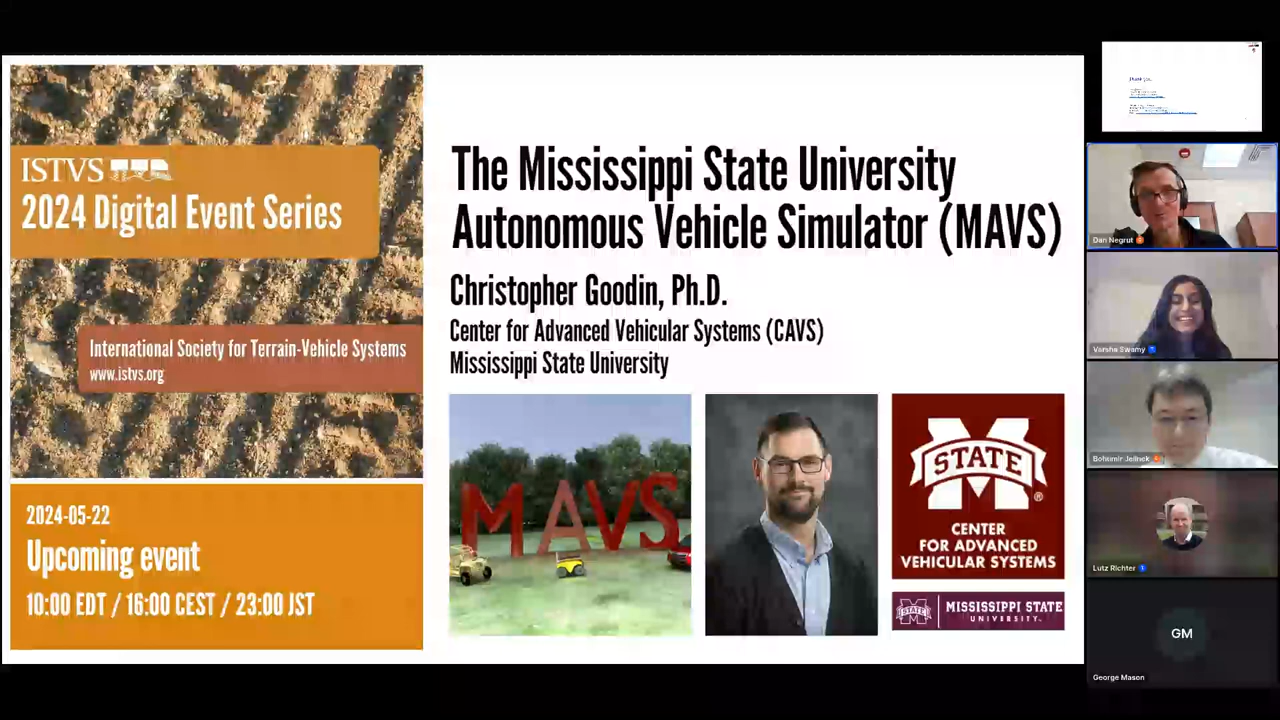 ISTVS
2024 Digital Event Series
International Society for Terrain-Vehicle Systems
www.istvs.org
2024-05-22
Upcoming event
10:00 EDT / 16:00 CEST / 23:00 JST
The Mississippi State University
Autonomous Vehicle Simulator (MAVS)
Christopher Goodin, Ph.D.
Center for Advanced Vehicular Systems (CAVS)
Mississippi State University
MAVS
M
STATE
®
CENTER
FOR ADVANCED
VEHICULAR SYSTEMS
STATE
MISSISSIPPI STATE
UNIVERSITY.
Dan Negrut
Varsha Swamy
Bohumir Jelinek
Lutz Richter
GM
George Mason